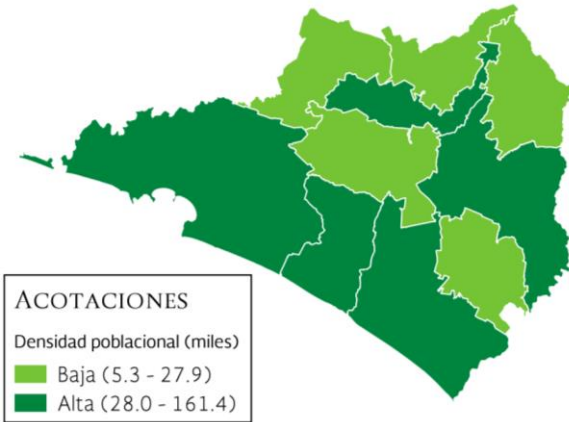 ACOTACIONES
Densidad poblacional (miles)
Baja (5.3 - 27.9)
Alta (28.0 - 161.4)